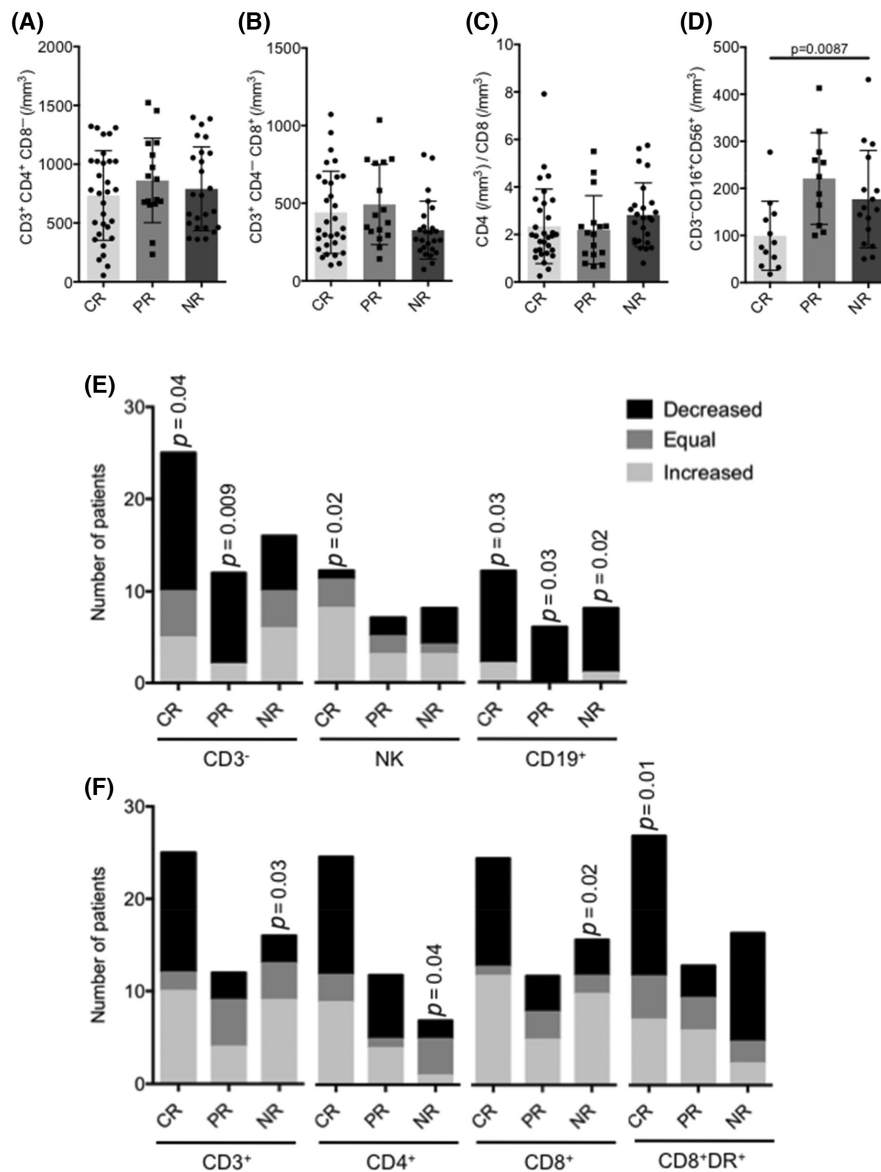 (A)
2000
1500
1000
500
0
CD3+ CD4+ CD8− (/mm³)
CR
PR
NR
(B)
1500
1000
500
0
CD3+ CD4− CD8+ (/mm³)
CR
PR
NR
(C)
10
8
6
4
2
0
CD4 (/mm³) / CD8 (/mm³)
CR
PR
NR
(D)
500
400
300
200
100
0
CD3−CD16+CD56+ (/mm³)
p=0.0087
CR
PR
NR
(E)
30
20
10
0
Number of patients
p = 0.04
p = 0.009
p = 0.02
p = 0.03
p = 0.03
p = 0.02
Decreased
Equal
Increased
CR
PR
NR
CR
PR
NR
CR
PR
NR
CD3-
NK
CD19+
(F)
30
20
10
0
Number of patients
p = 0.03
p = 0.04
p = 0.02
p = 0.01
CR
PR
NR
CR
PR
NR
CR
PR
NR
CR
PR
NR
CD3+
CD4+
CD8+
CD8+DR+